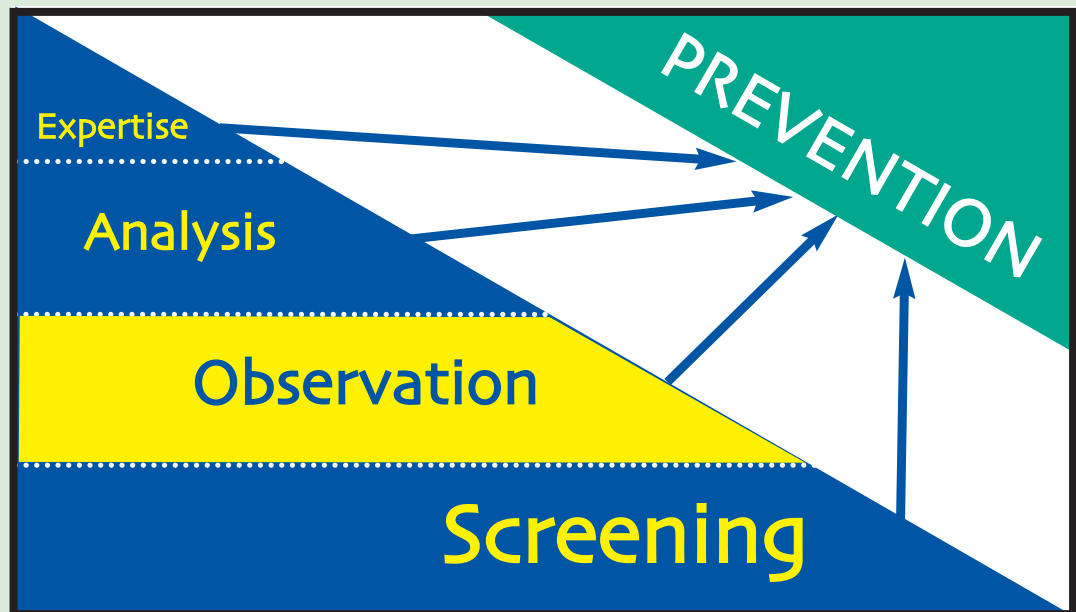 PREVENTION
Expertise
Analysis
Observation
Screening